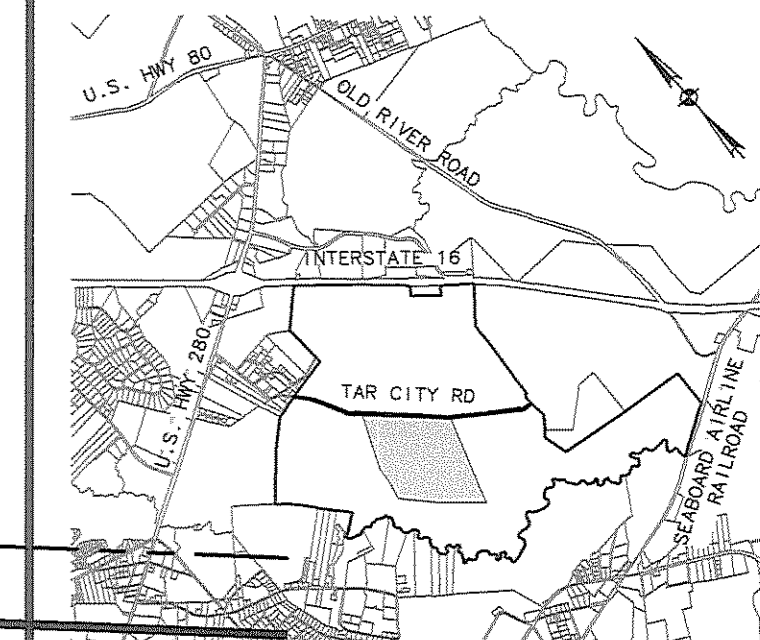 U.S. HWY 80
OLD RIVER ROAD
INTERSTATE 16
U.S. HWY 280
TAR CITY RD
SEABOARD AIRLINE
RAILROAD